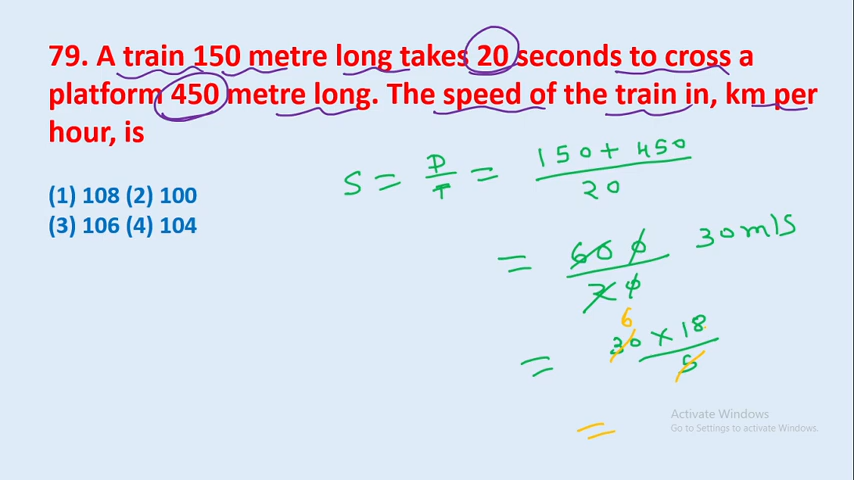 79. A train 150 metre long takes 20 seconds to cross a
platform 450 metre long. The speed of the train in, km per
hour, is
(1) 108 (2) 100
(3) 106 (4) 104
S = D/T = 150 + 450 / 20
= 600 / 20 30 m/s
6
= 30 × 18 / 5
=
Activate Windows
Go to Settings to activate Windows.